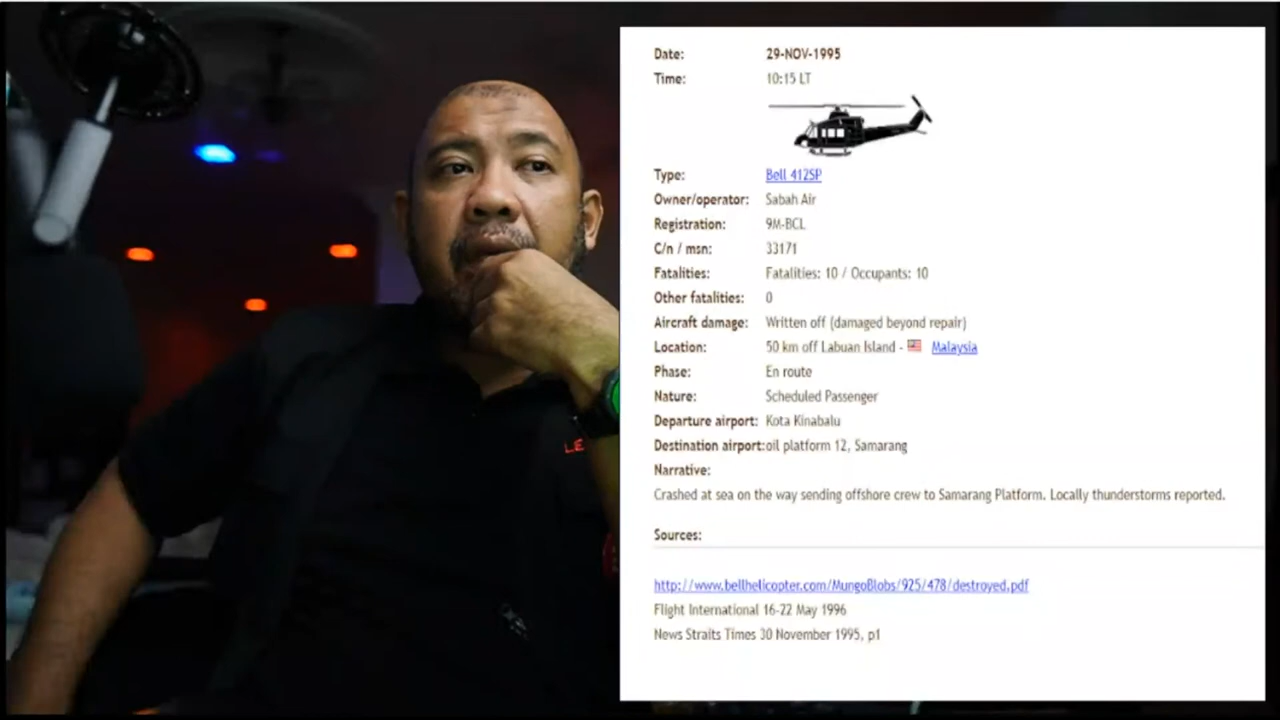 Date: 29-NOV-1995
Time: 10:15 LT
Type: Bell 412SP
Owner/operator: Sabah Air
Registration: 9M-BCL
C/n / msn: 33171
Fatalities: Fatalities: 10 / Occupants: 10
Other fatalities: 0
Aircraft damage: Written off (damaged beyond repair)
Location: 50 km off Labuan Island - Malaysia
Phase: En route
Nature: Scheduled Passenger
Departure airport: Kota Kinabalu
Destination airport: oil platform 12, Samarang
Narrative:
Crashed at sea on the way sending offshore crew to Samarang Platform. Locally thunderstorms reported.
Sources:
http://www.bellhelicopter.com/MungoBlobs/925/478/destroyed.pdf
Flight International 16-22 May 1996
News Straits Times 30 November 1995, p1
LE